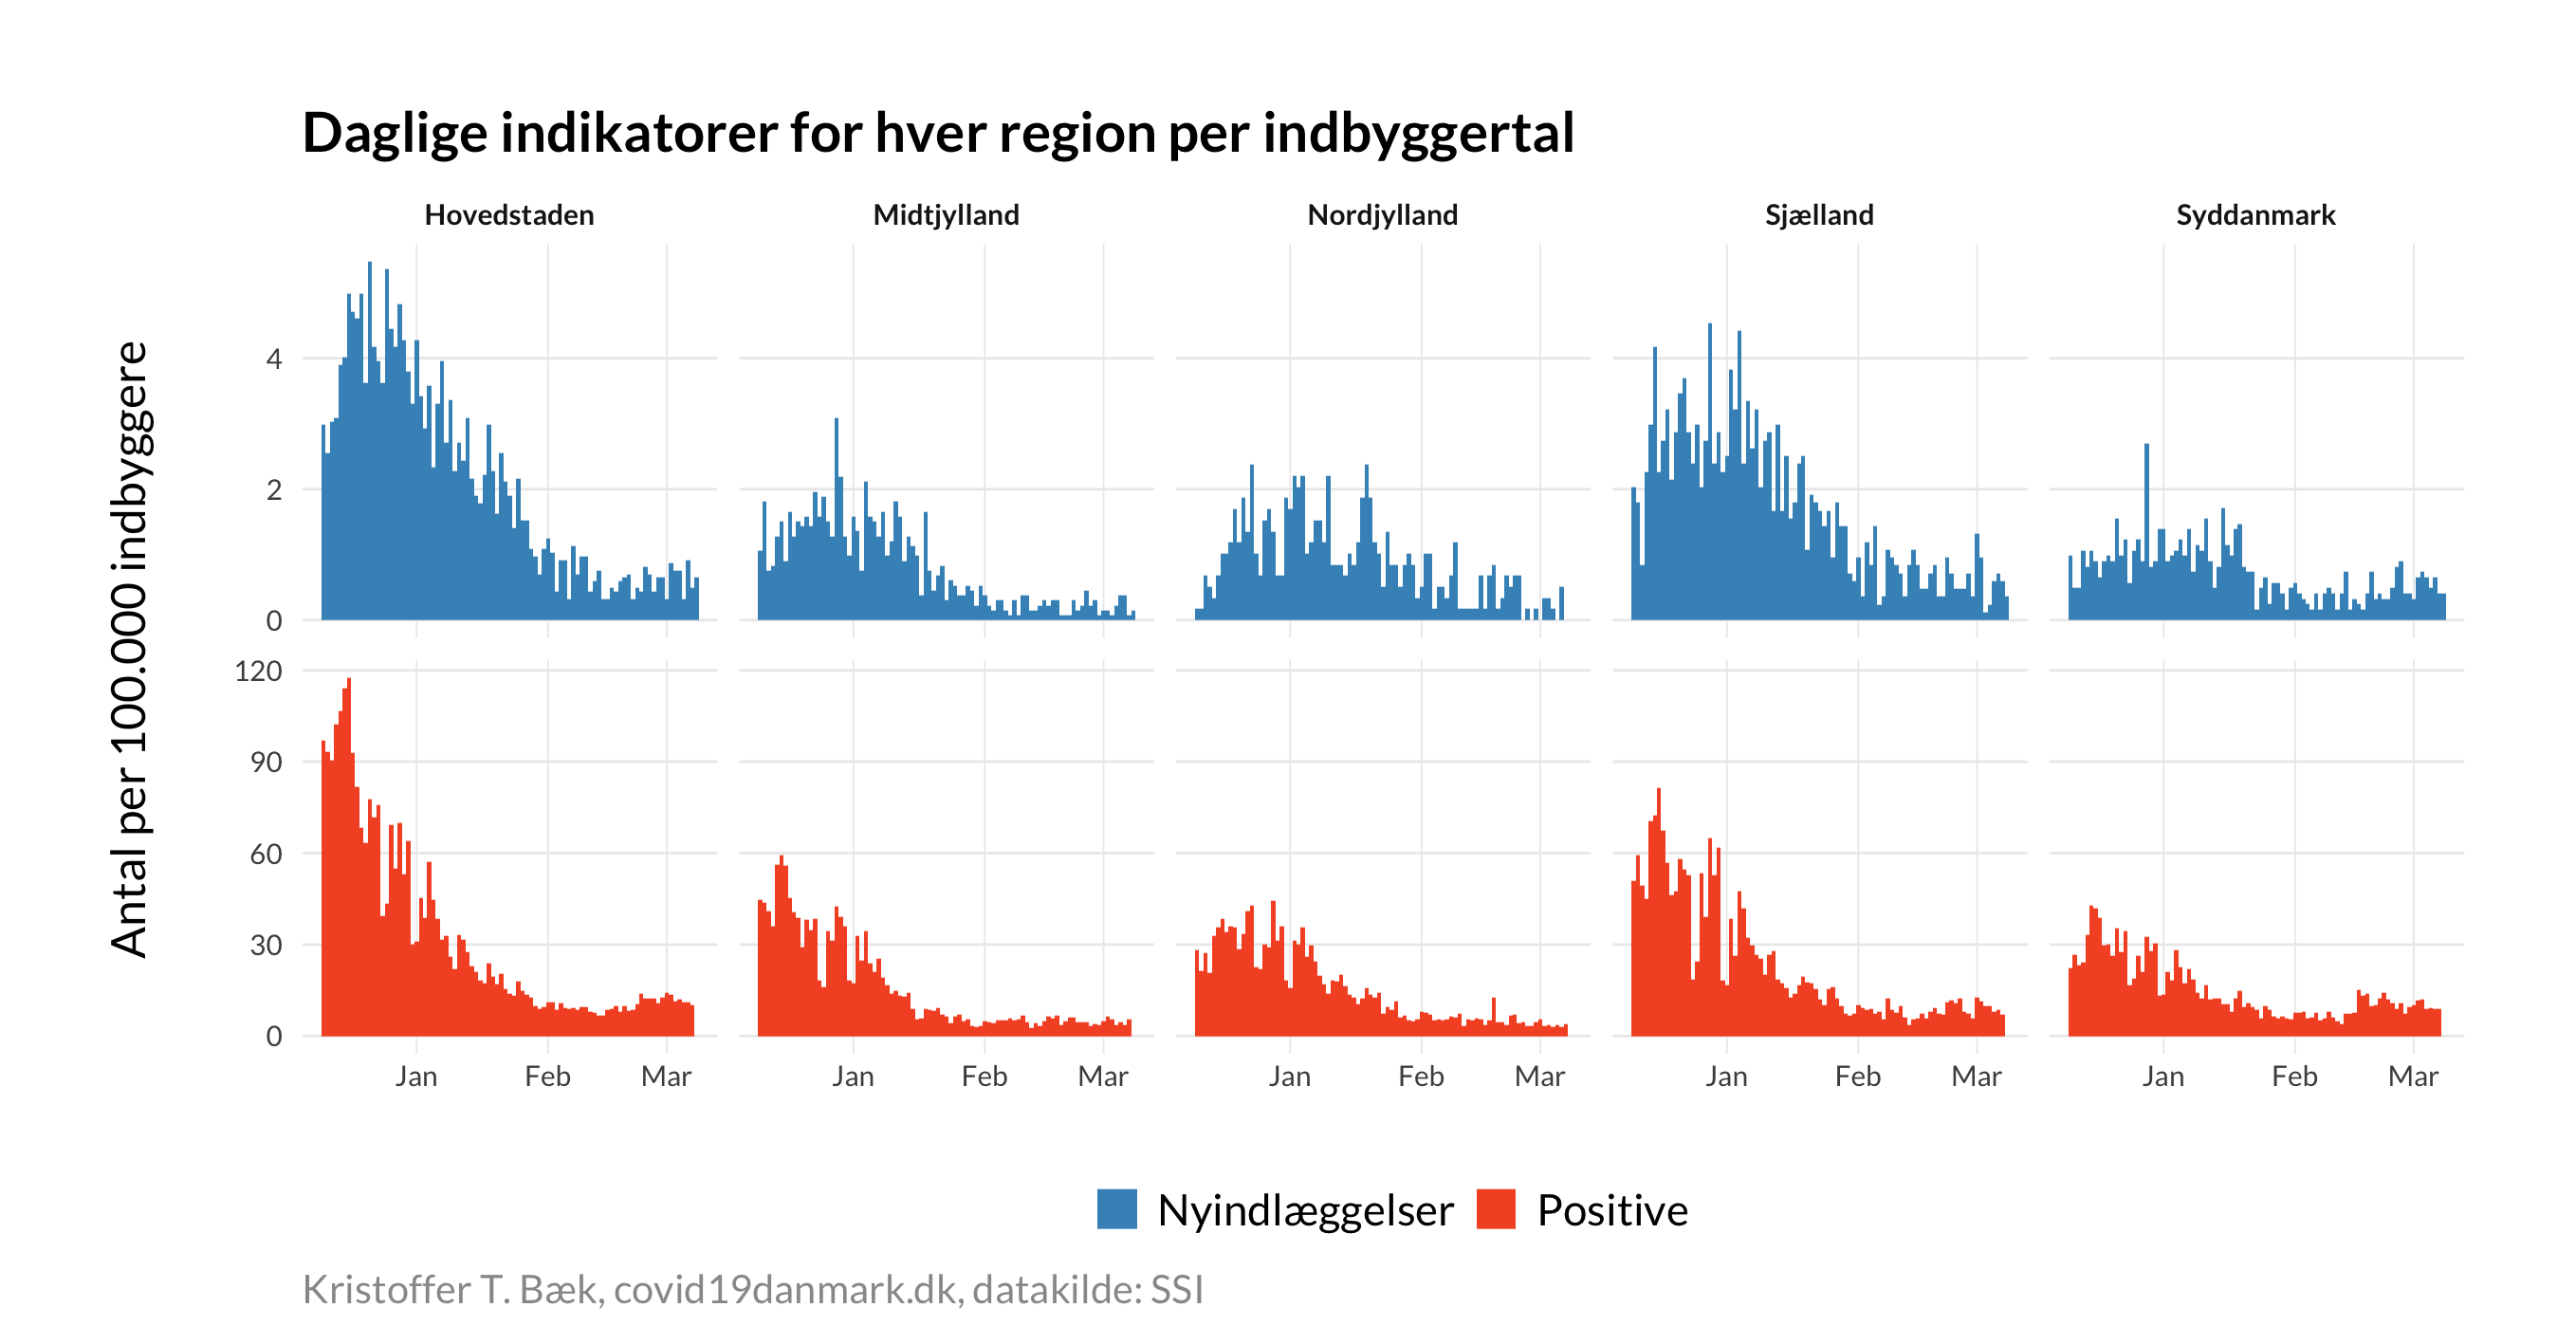 Daglige indikatorer for hver region per indbyggertal
Hovedstaden Midtjylland Nordjylland Sjælland Syddanmark
Antal per 100.000 indbyggere
4
2
0
120
90
60
30
0
Jan Feb Mar Jan Feb Mar Jan Feb Mar Jan Feb Mar Jan Feb Mar
Nyindlæggelser Positive
Kristoffer T. Bæk, covid19danmark.dk, datakilde: SSI